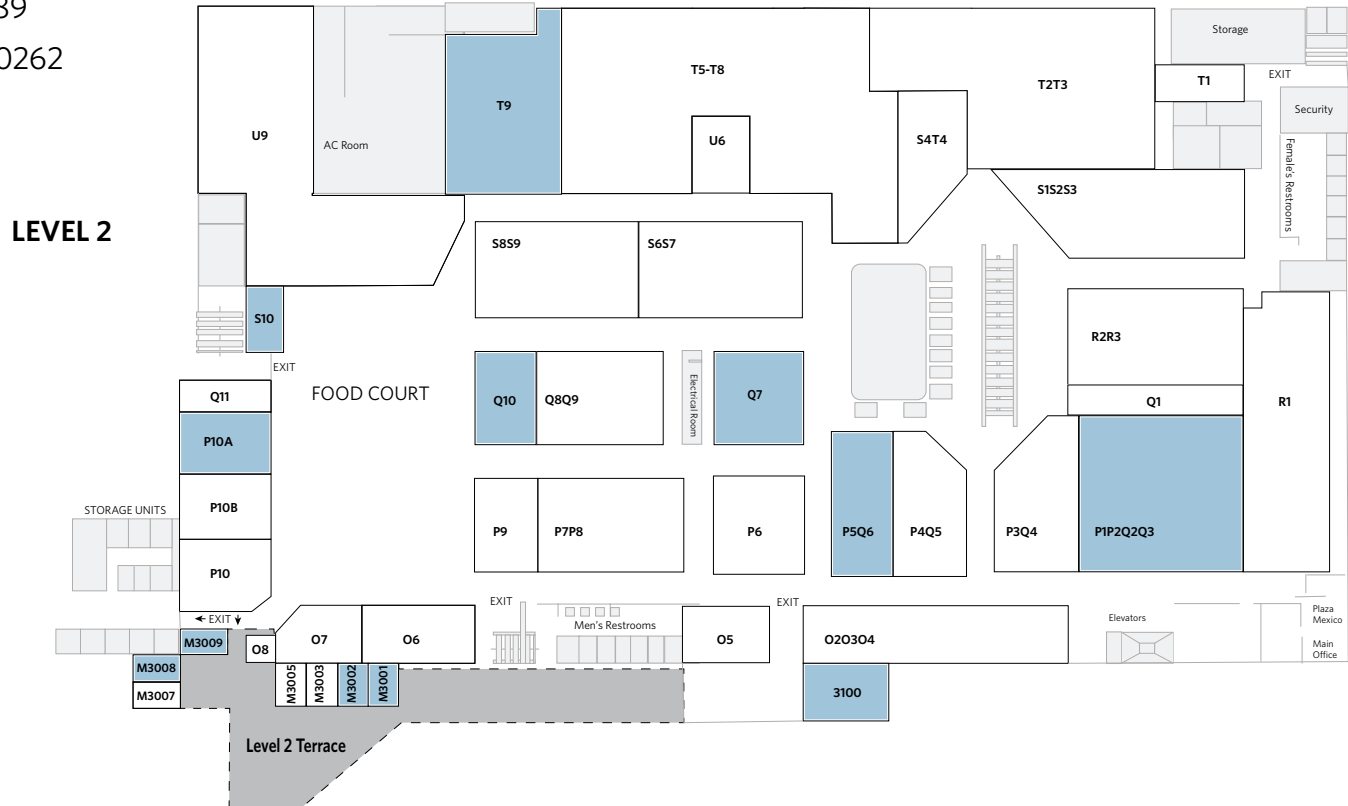 39
0262
LEVEL 2
Storage
EXIT
Security
Female's Restrooms
T1
T2T3
T5-T8
T9
U6
U9
AC Room
S4T4
S1S2S3
S8S9
S6S7
S10
EXIT
FOOD COURT
Q11
P10A
P10B
P10
STORAGE UNITS
Q10
Q8Q9
Electrical Room
Q7
R2R3
Q1
R1
P9
P7P8
P6
P5Q6
P4Q5
P3Q4
P1P2Q2Q3
EXIT
M3009
M3008
M3007
O8
O7
O6
EXIT
Men's Restrooms
O5
EXIT
O2O3O4
Elevators
Plaza
Mexico
Main
Office
M3005
M3003
M3002
M3001
3100
Level 2 Terrace